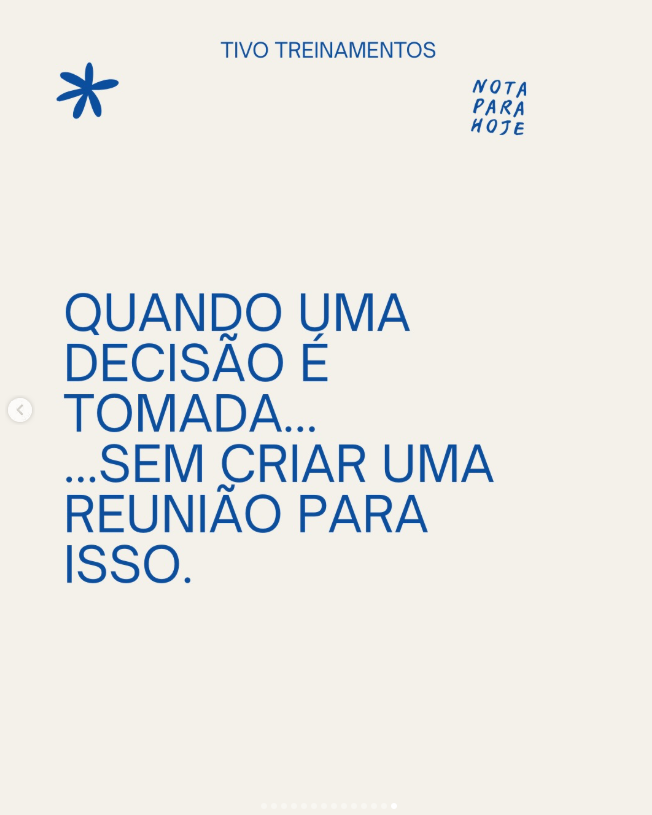 TIVO TREINAMENTOS
NOTA
PARA
HOJE
QUANDO UMA
DECISÃO É
TOMADA...
...SEM CRIAR UMA
REUNIÃO PARA
ISSO.